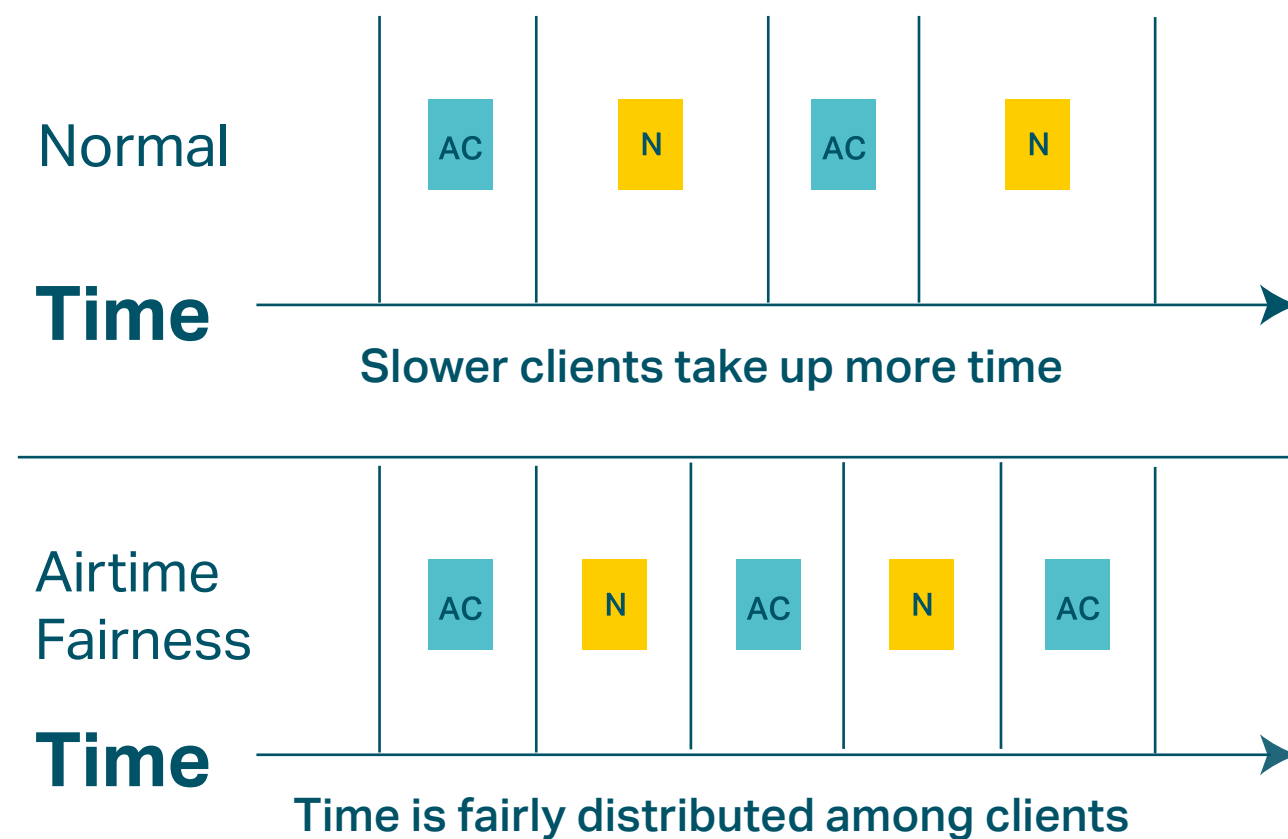 Normal
AC
N
AC
N
Time
Slower clients take up more time
Airtime
Fairness
AC
N
AC
N
AC
Time
Time is fairly distributed among clients